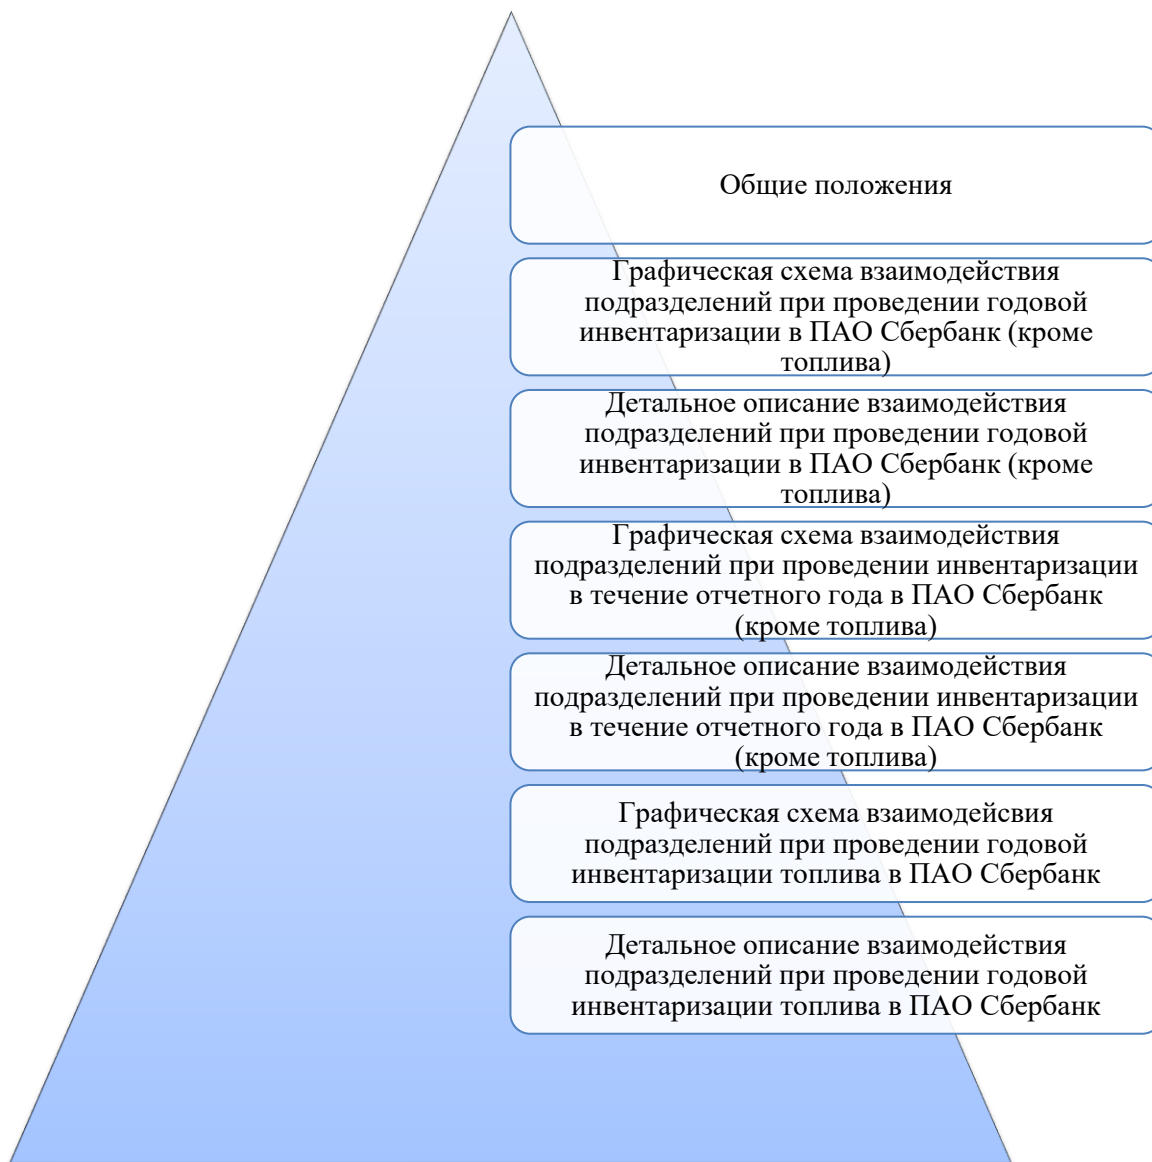 Общие положения
Графическая схема взаимодействия
подразделений при проведении годовой
инвентаризации в ПАО Сбербанк (кроме
топлива)
Детальное описание взаимодействия
подразделений при проведении годовой
инвентаризации в ПАО Сбербанк (кроме
топлива)
Графическая схема взаимодействия
подразделений при проведении инвентаризации
в течение отчетного года в ПАО Сбербанк
(кроме топлива)
Детальное описание взаимодействия
подразделений при проведении инвентаризации
в течение отчетного года в ПАО Сбербанк
(кроме топлива)
Графическая схема взаимодейсвия
подразделений при проведении годовой
инвентаризации топлива в ПАО Сбербанк
Детальное описание взаимодействия
подразделений при проведении годовой
инвентаризации топлива в ПАО Сбербанк